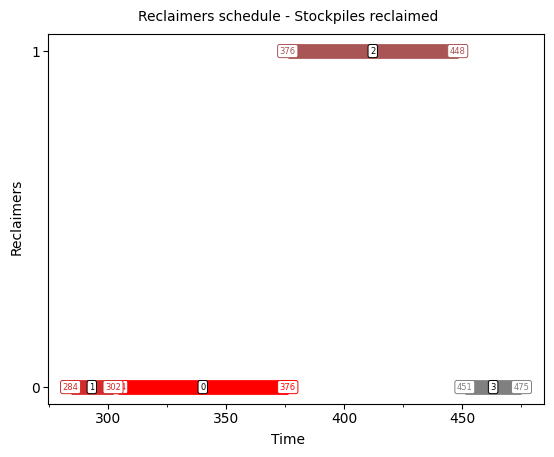 Reclaimers schedule - Stockpiles reclaimed
1
376 2 448
Reclaimers
0
284 1 302 0 376 451 3 475
300 350 400 450
Time